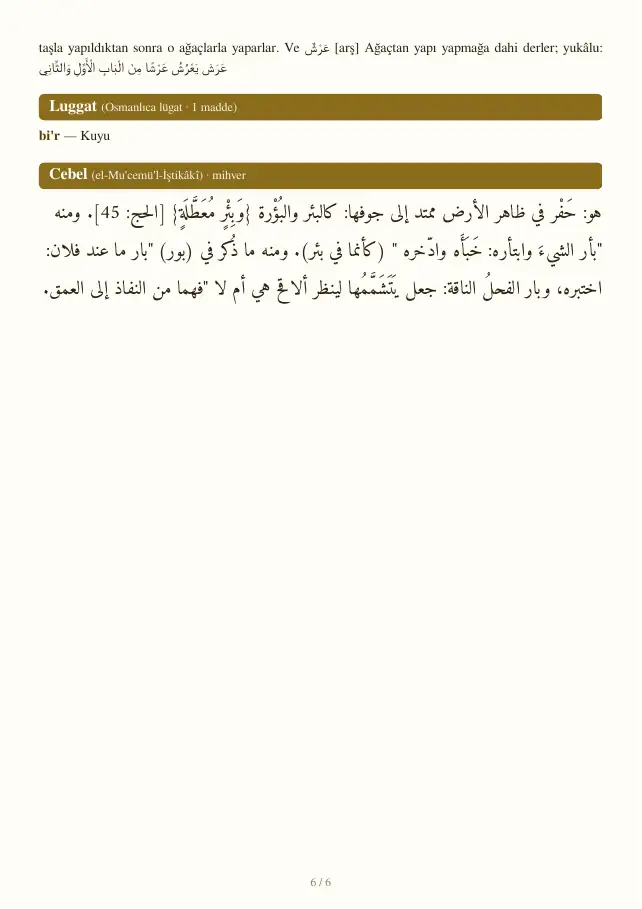 taşla yapıldıktan sonra o ağaçlarla yaparlar. Ve عَرْشٌ [arş] Ağaçtan yapı yapmağa dahi derler; yukâlu:
عَرَشَ يَعْرُشُ عَرْشًا مِنَ الْبَابِ الْأَوَّلِ وَالثَّانِي
Luggat (Osmanlıca lügat · 1 madde)
bi'r — Kuyu
Cebel (el-Mu'cemü'l-İştikâkî) · mihver
هو: حَفْر في ظاهر الأرض ممتد إلى جوفها: كالبئر والبُؤْرة {وَبِئْرٍ مُعَطَّلَةٍ} [الحج: 45]. ومنه
"بأر الشيءَ وابتأره: خَبَأَه وادّخره " (كأنما في بئر). ومنه ما ذُكر في (بور) "بار ما عند فلان:
اختبره، وبار الفحلُ الناقة: جعل يَتَشَمَّمُها لينظر ألاقح هي أم لا "فهما من النفاذ إلى العمق.
6 / 6